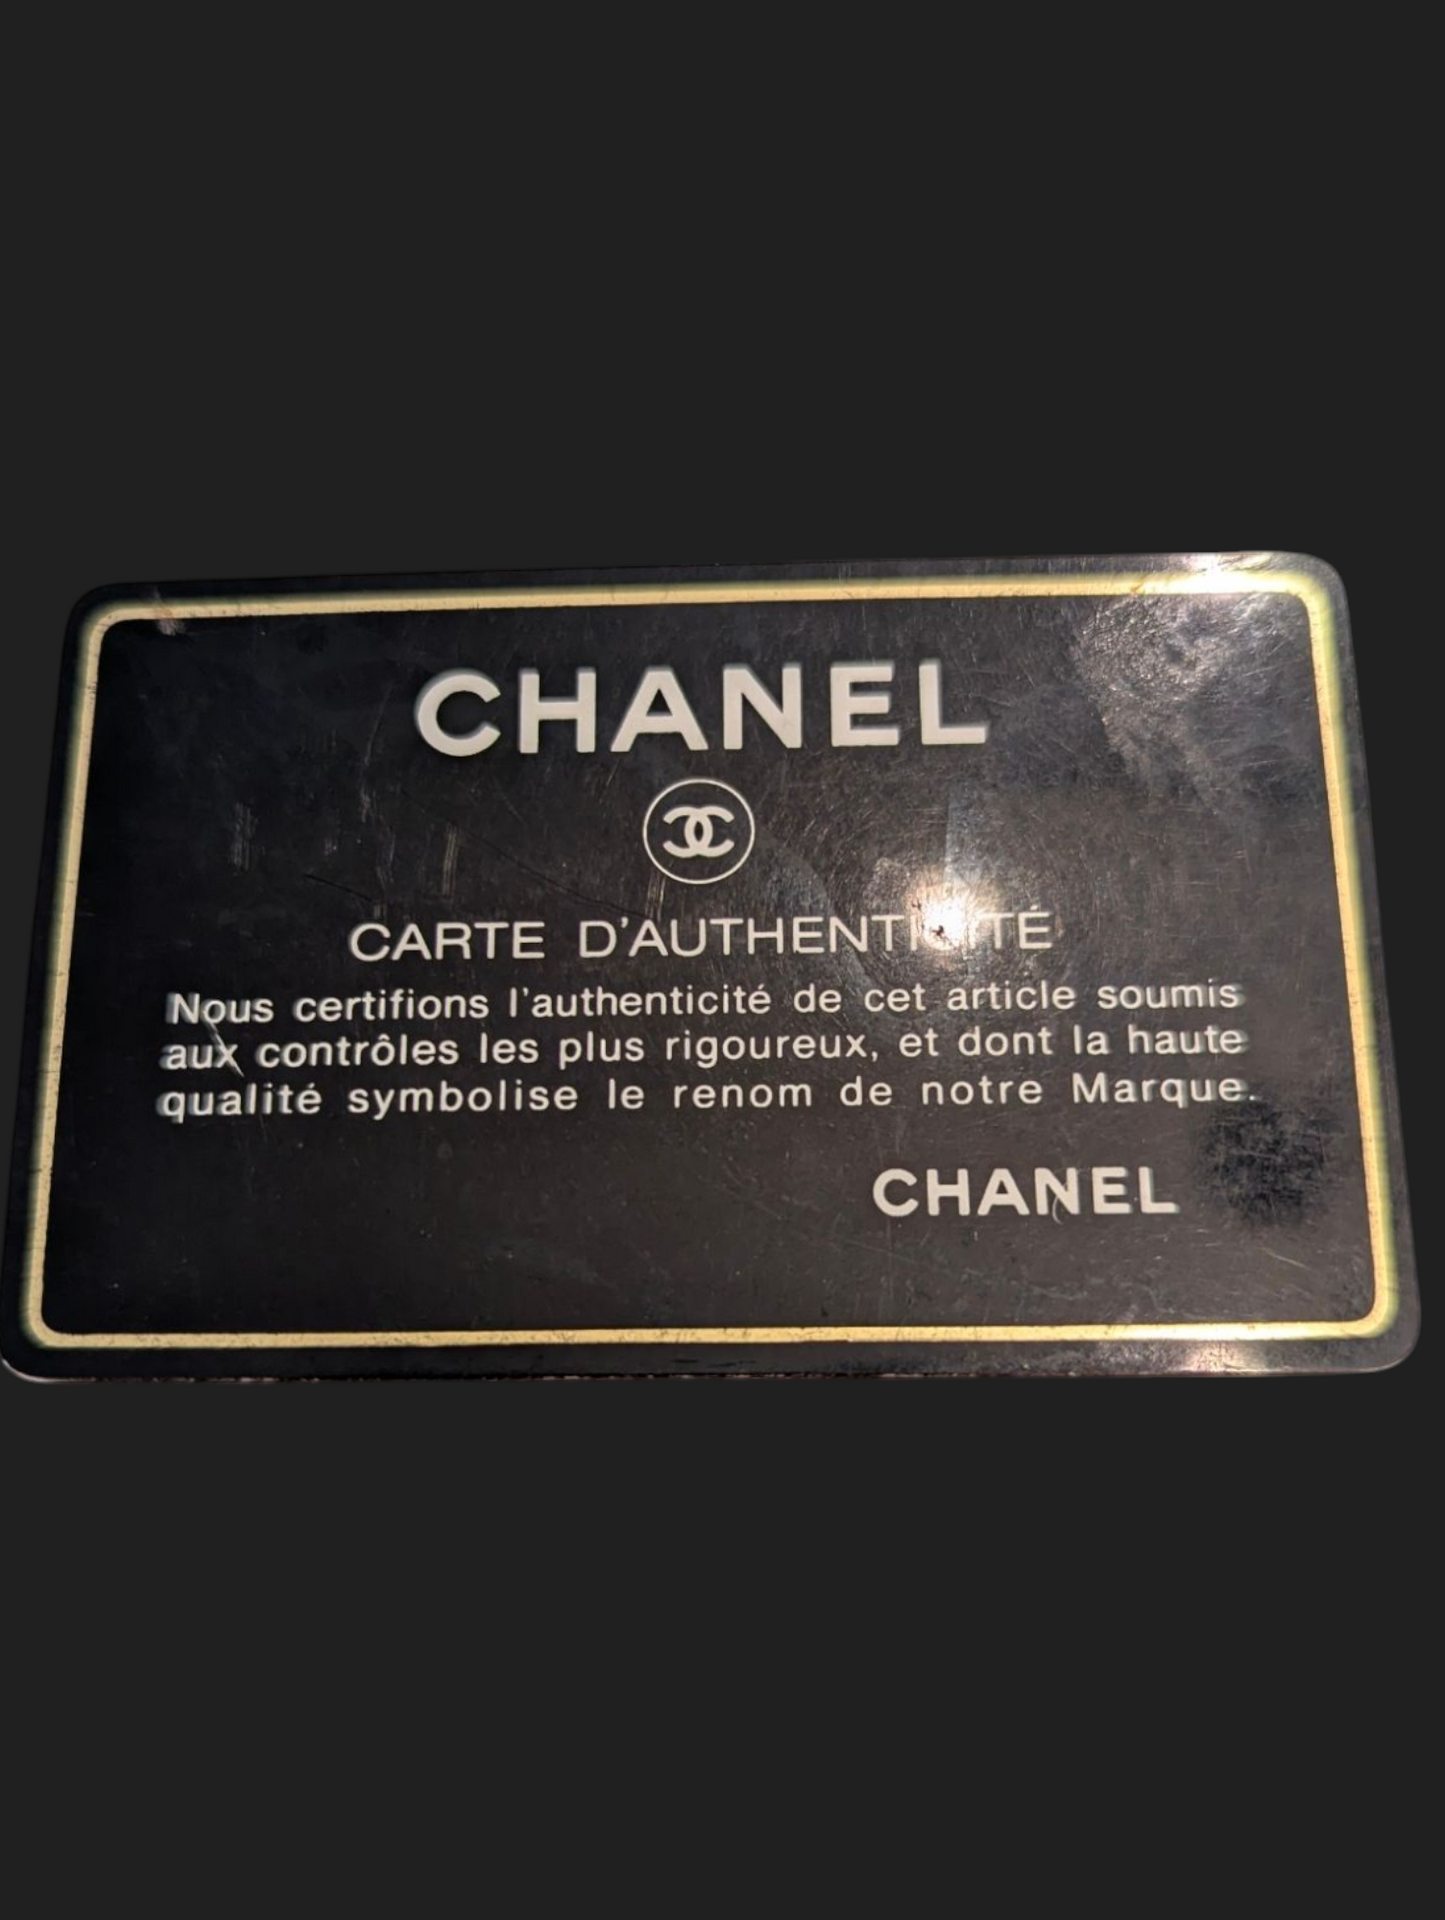 CHANEL
CARTE D'AUTHENTICITÉ
Nous certifions l'authenticité de cet article soumis
aux contrôles les plus rigoureux, et dont la haute
qualité symbolise le renom de notre Marque.
CHANEL